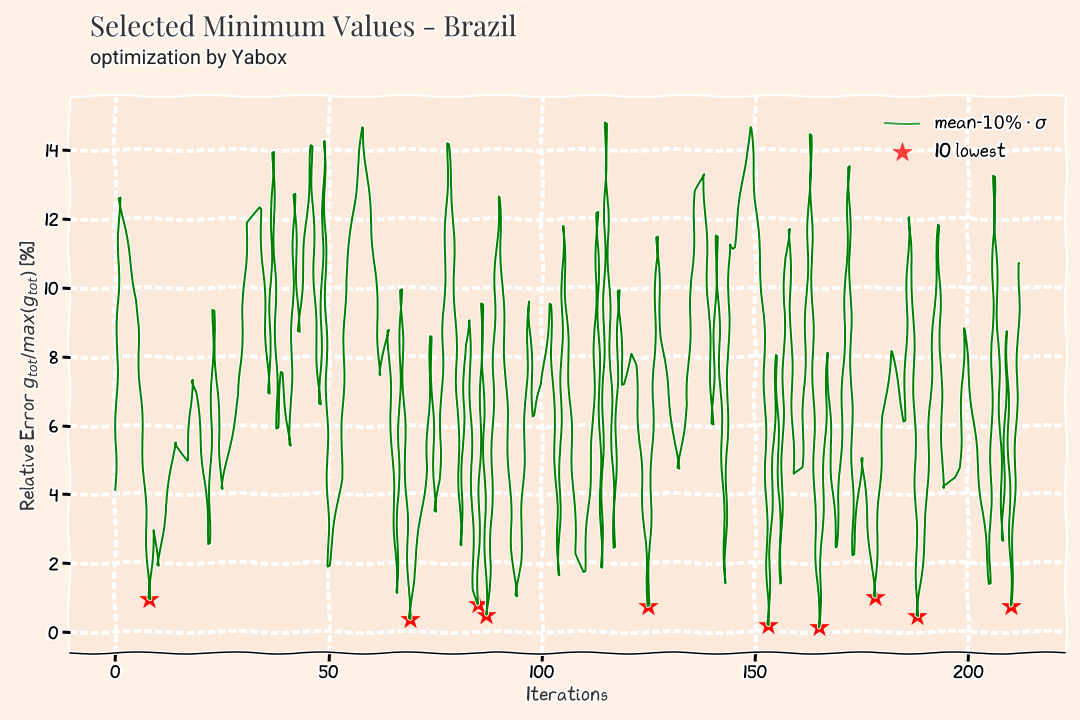 Selected Minimum Values - Brazil
optimization by Yabox
mean-10% · σ
10 lowest
Relative Error g_tot/max(g_tot) [%]
14
12
10
8
6
4
2
0
0 50 100 150 200
Iterations